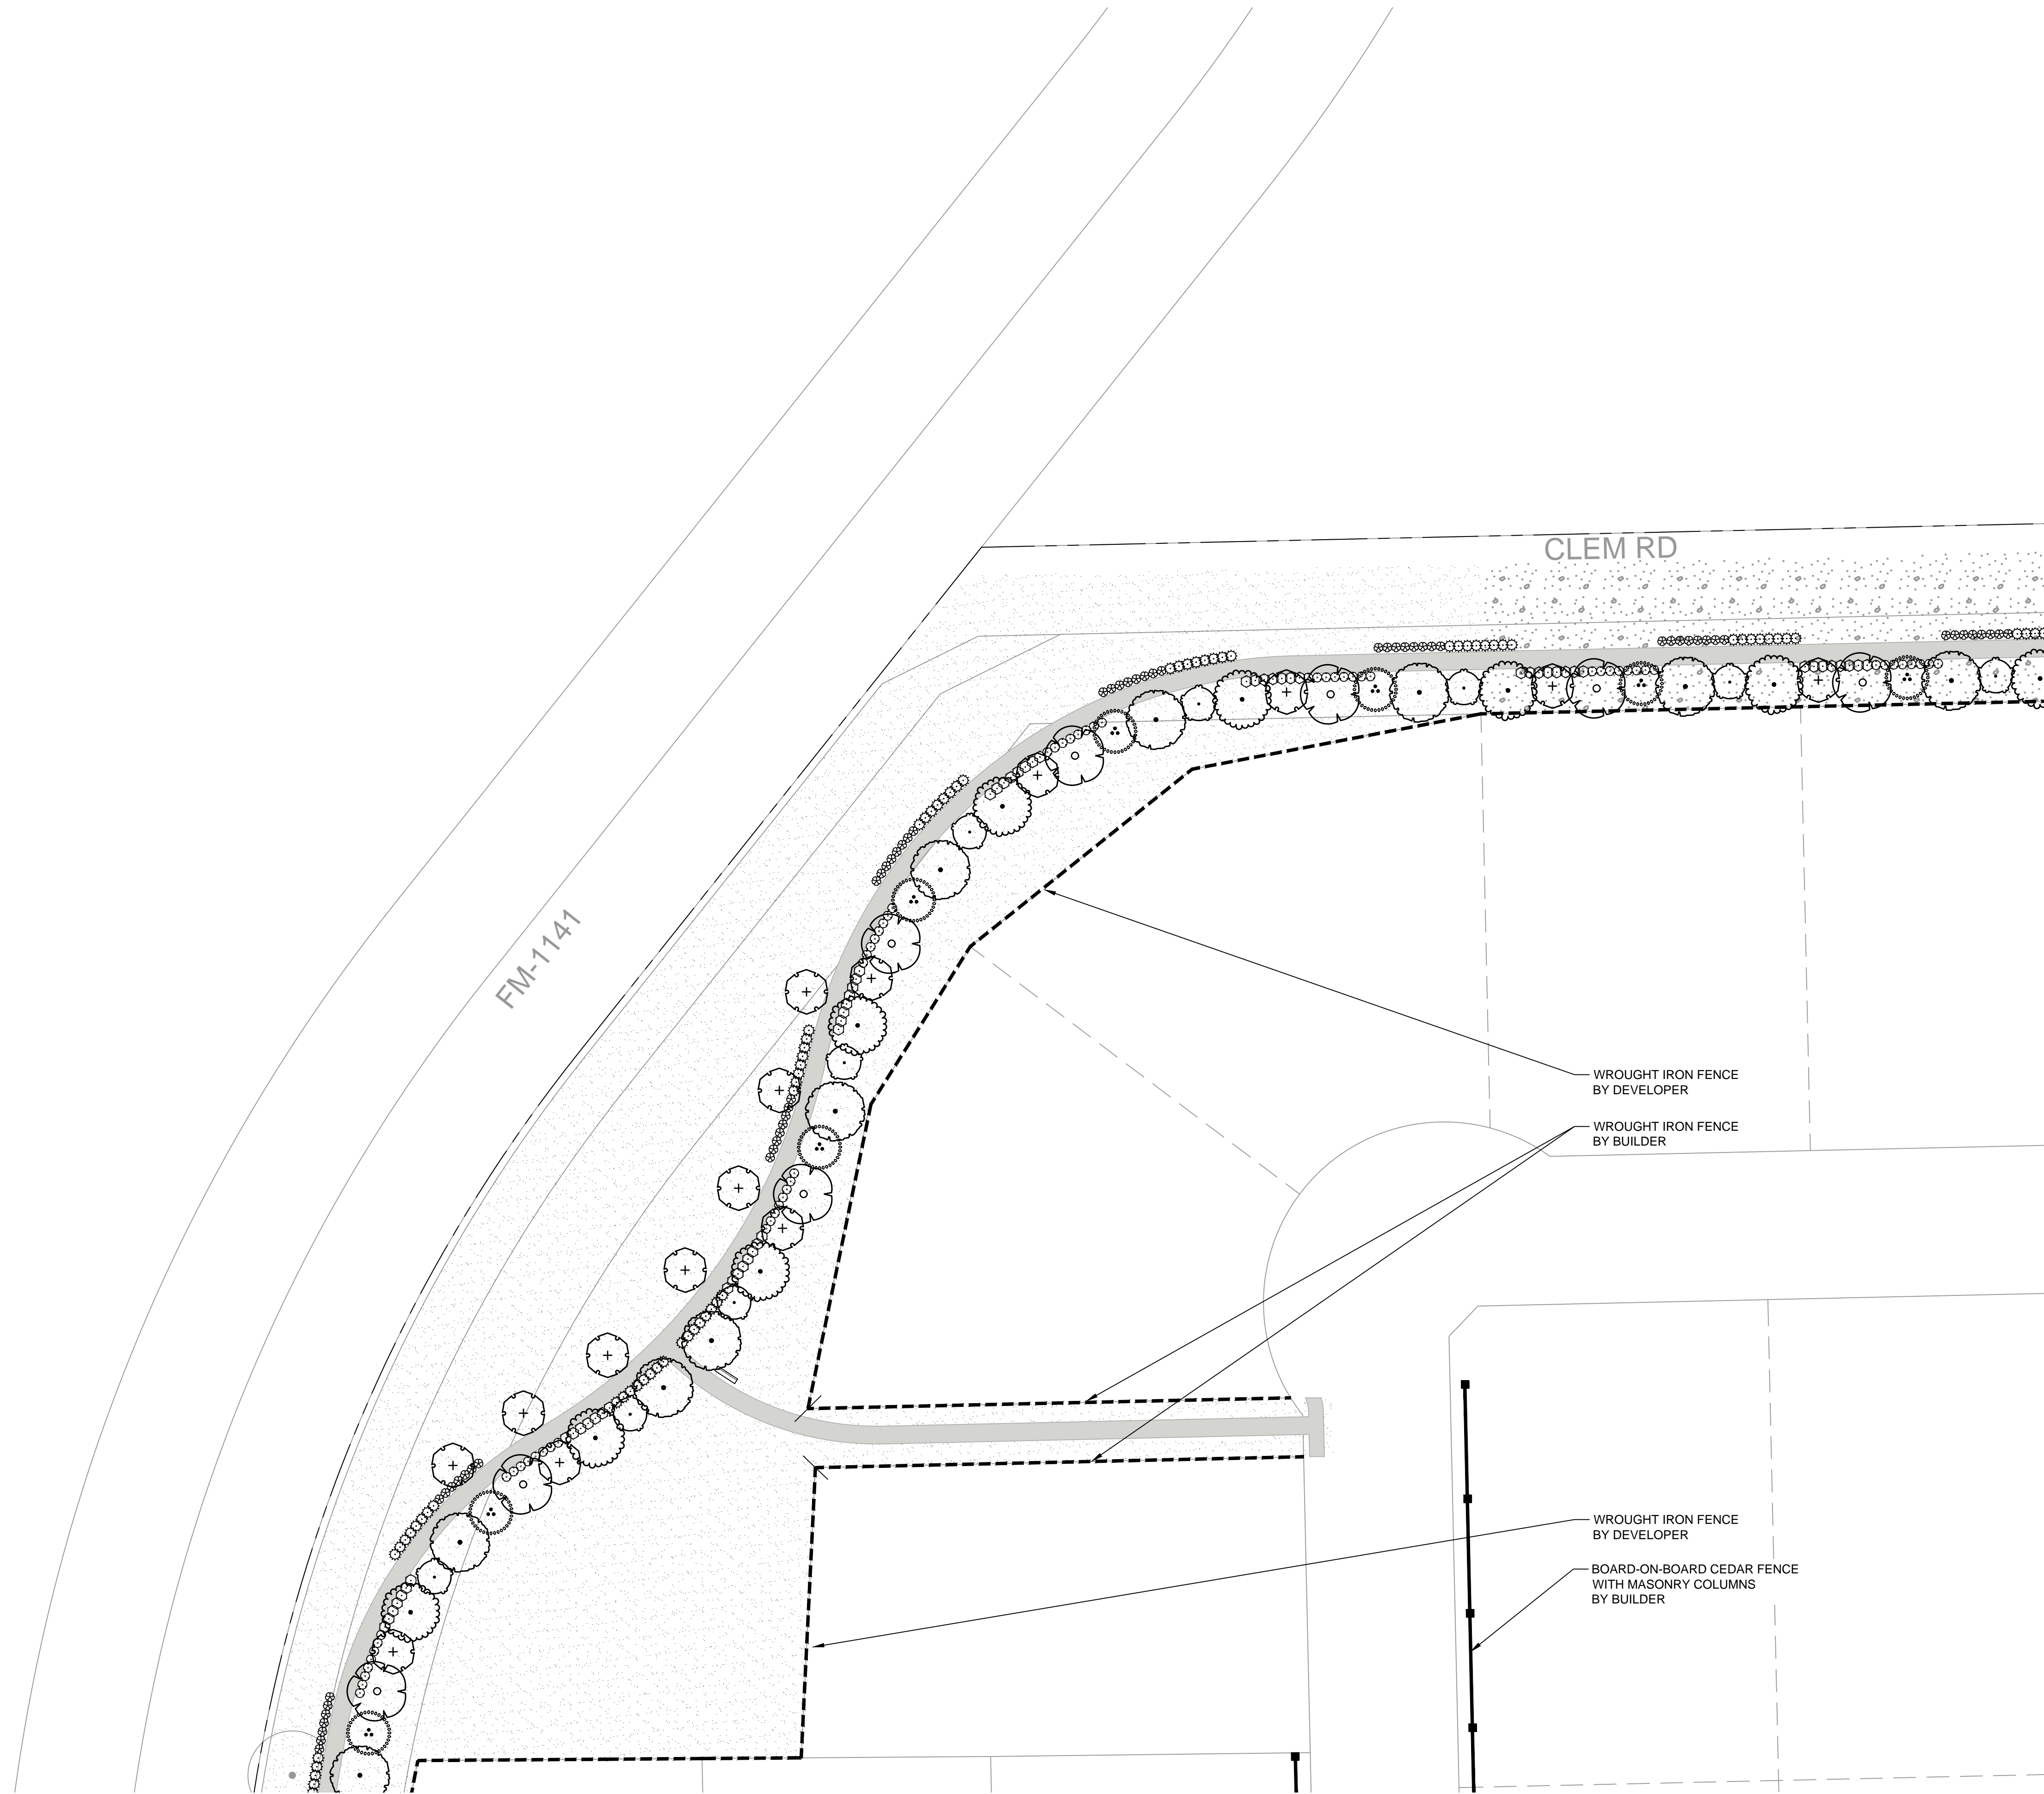 CLEM RD
FM-1141
WROUGHT IRON FENCE
BY DEVELOPER
WROUGHT IRON FENCE
BY BUILDER
WROUGHT IRON FENCE
BY DEVELOPER
BOARD-ON-BOARD CEDAR FENCE
WITH MASONRY COLUMNS
BY BUILDER